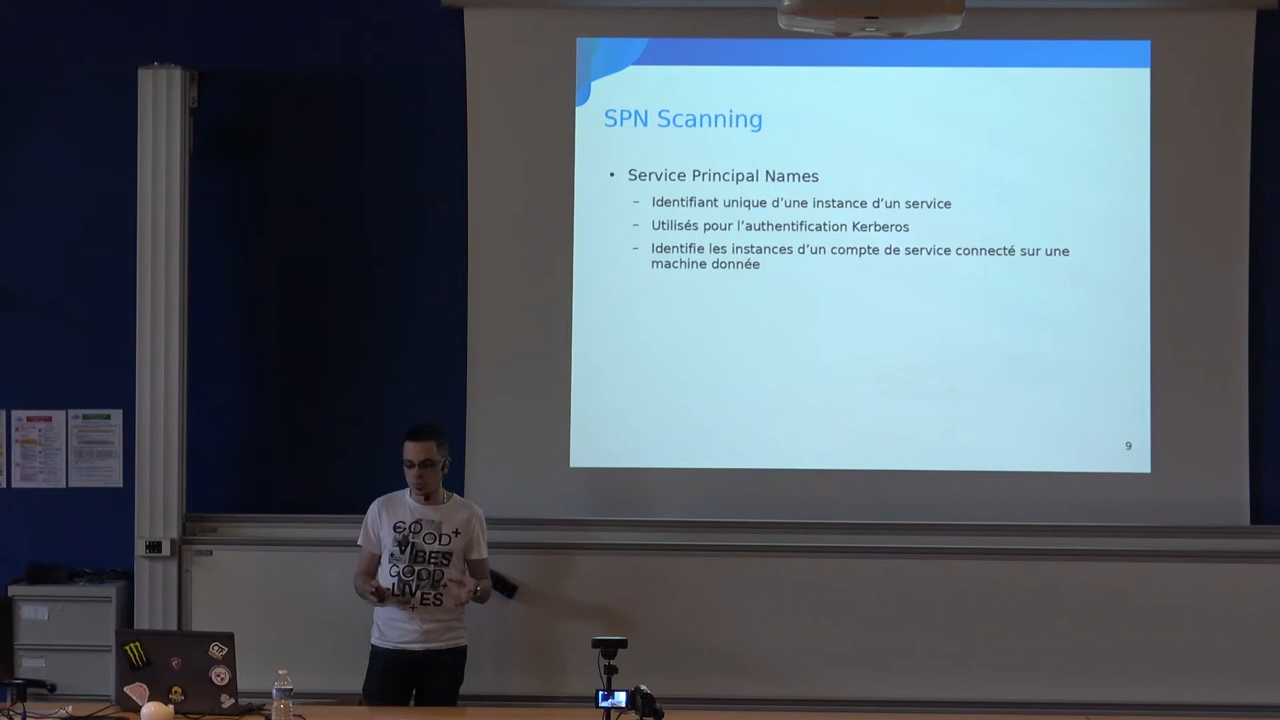 SPN Scanning
• Service Principal Names
– Identifiant unique d’une instance d’un service
– Utilisés pour l’authentification Kerberos
– Identifie les instances d’un compte de service connecté sur une
machine donnée
9
GOOD+
VIBES
GOOD
LIVES